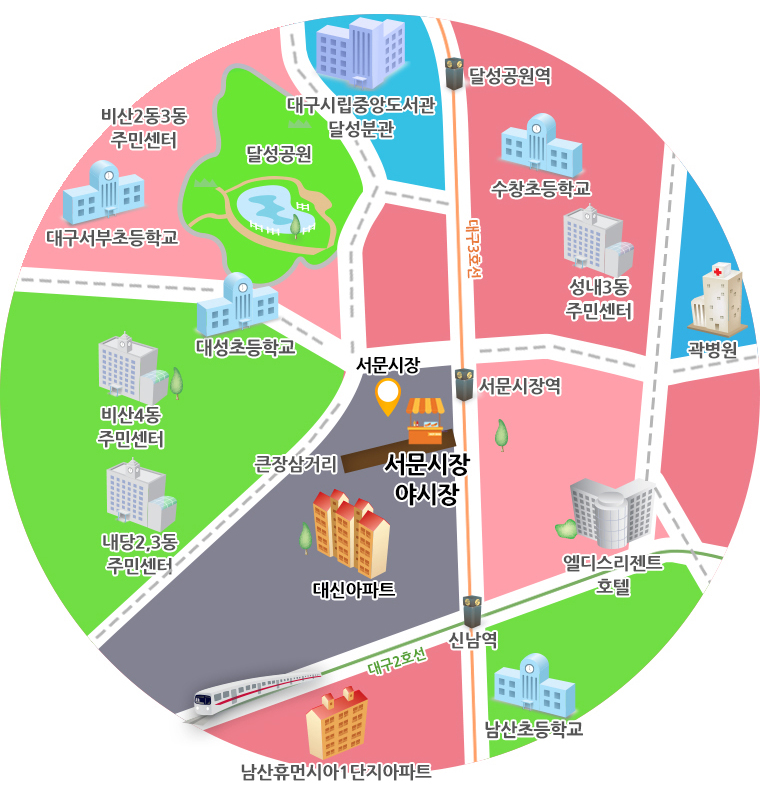 달성공원역
대구시립중앙도서관
달성분관
비산2동3동
주민센터
달성공원
수창초등학교
대구서부초등학교
대구3호선
성내3동
주민센터
대성초등학교
곽병원
서문시장
서문시장역
비산4동
주민센터
큰장삼거리
서문시장
야시장
내당2,3동
주민센터
엘디스리젠트
호텔
대신아파트
신남역
대구2호선
남산초등학교
남산휴먼시아1단지아파트